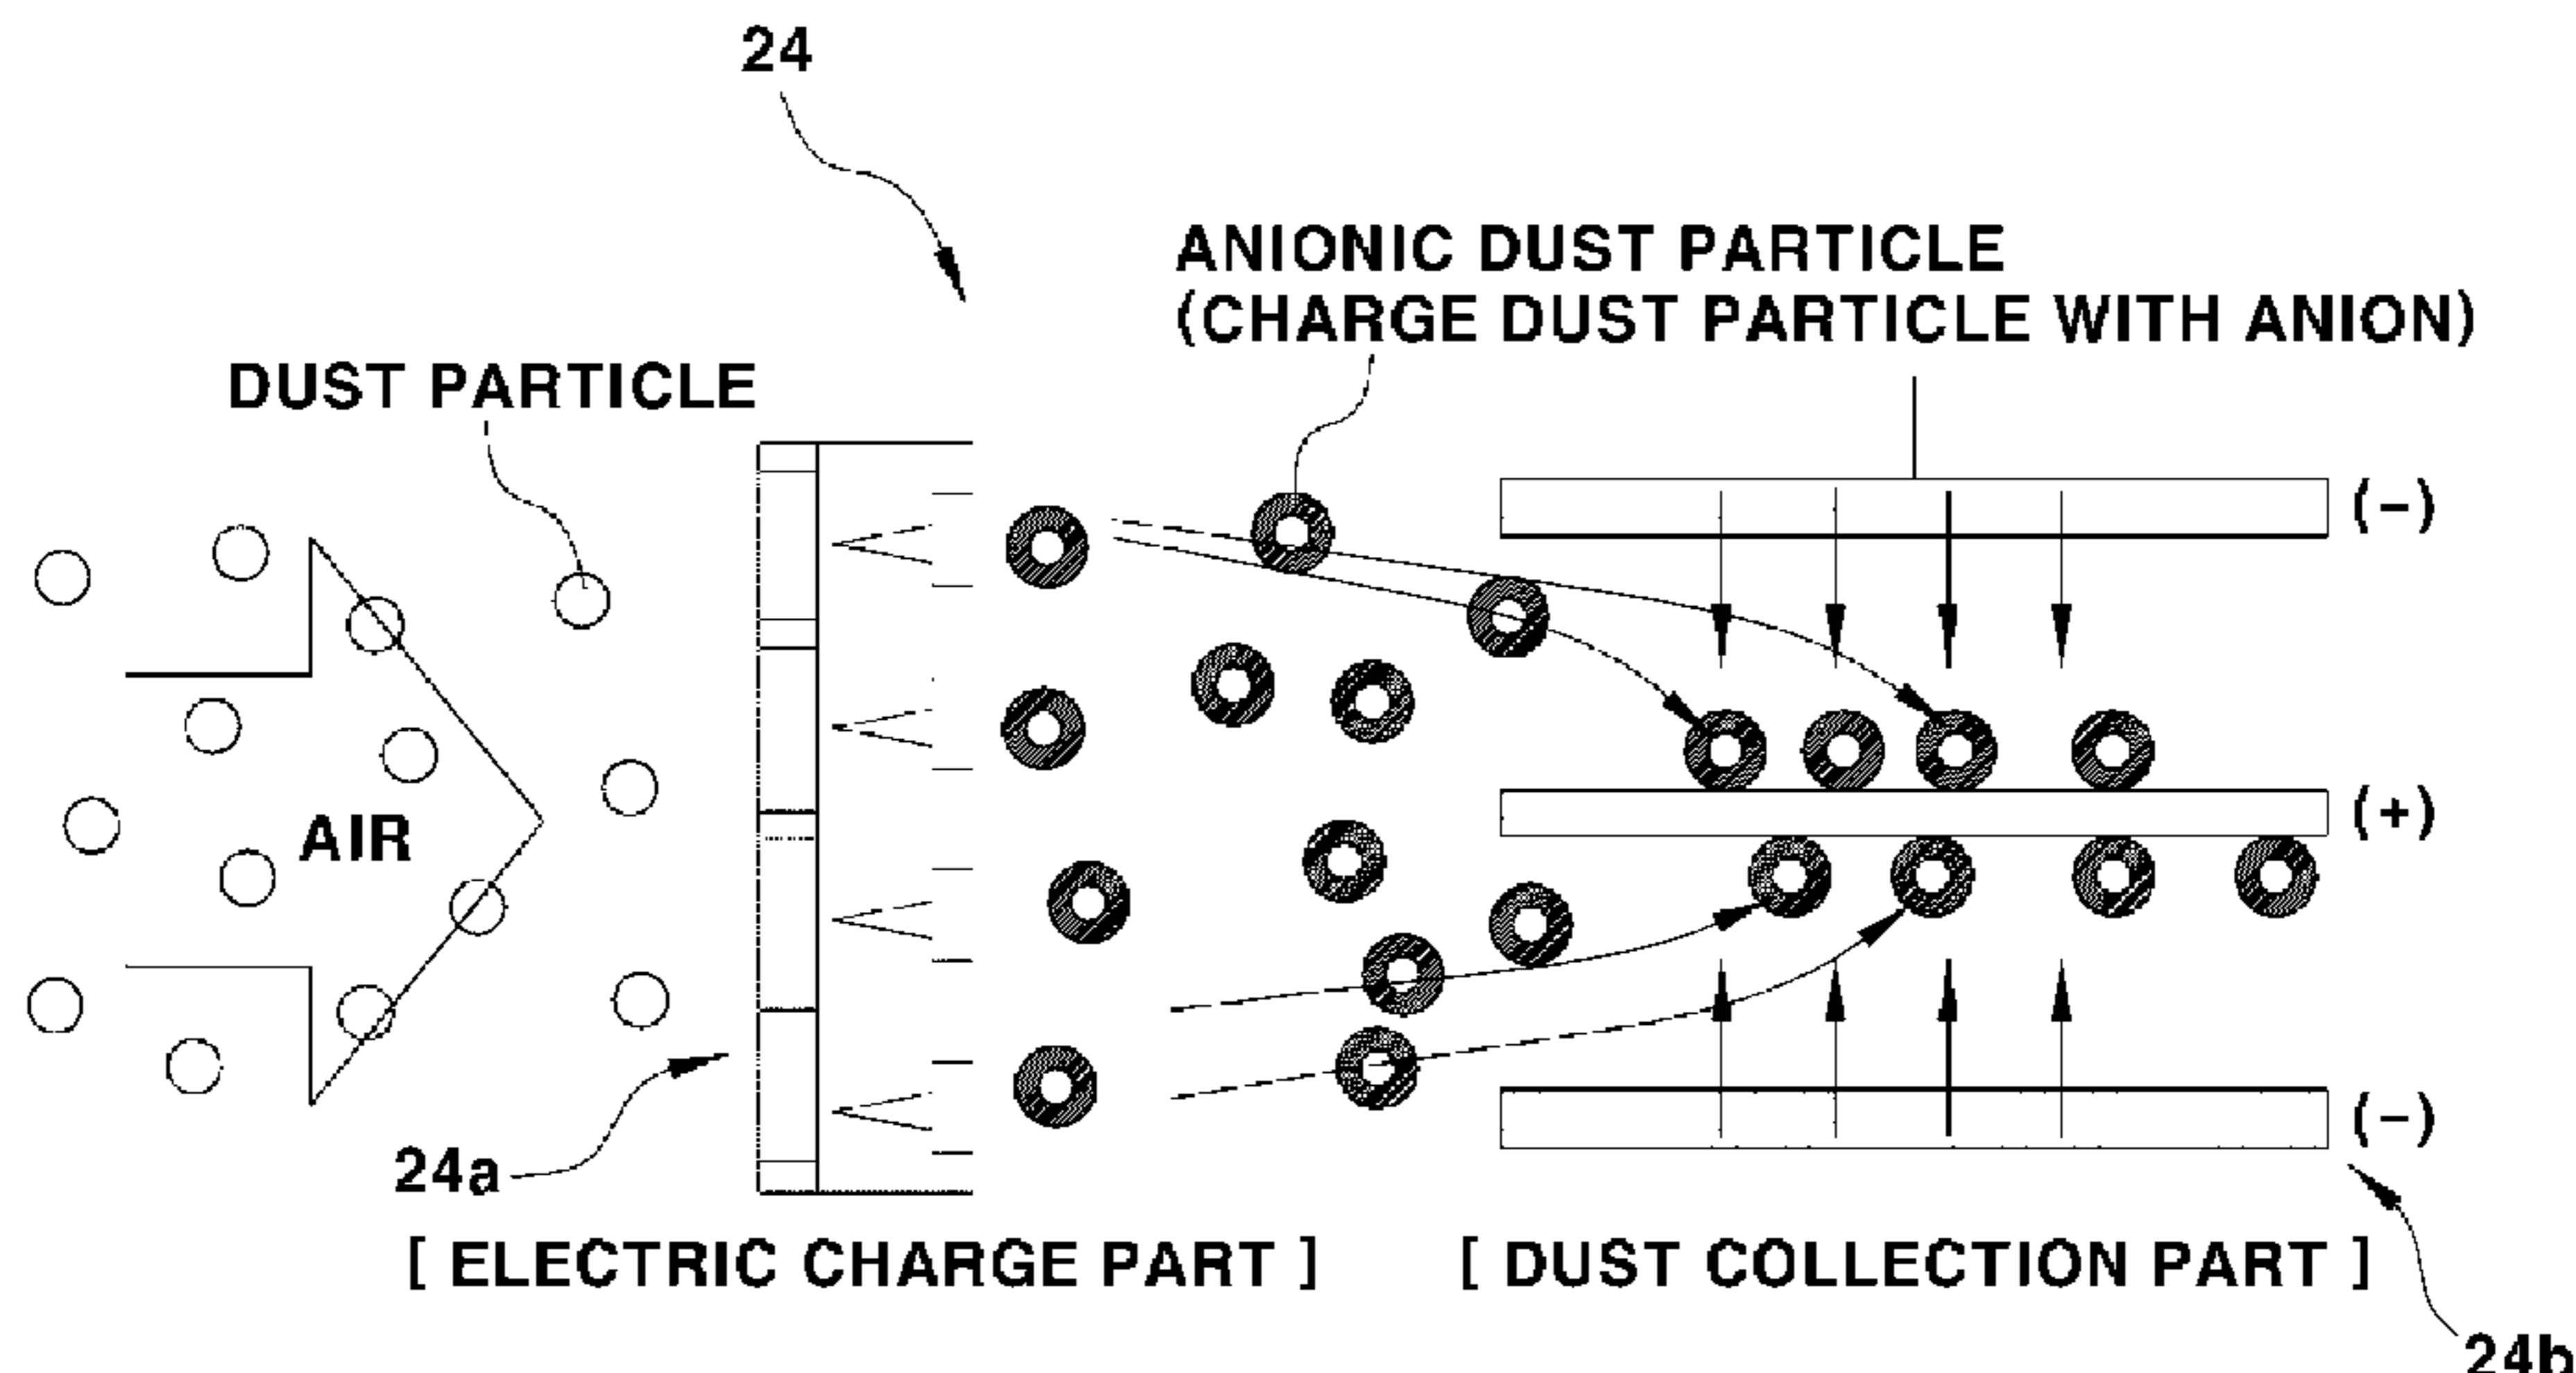 24
ANIONIC DUST PARTICLE
(CHARGE DUST PARTICLE WITH ANION)
DUST PARTICLE
(-)
AIR
(+)
(-)
24a
[ ELECTRIC CHARGE PART ]
[ DUST COLLECTION PART ]
24b